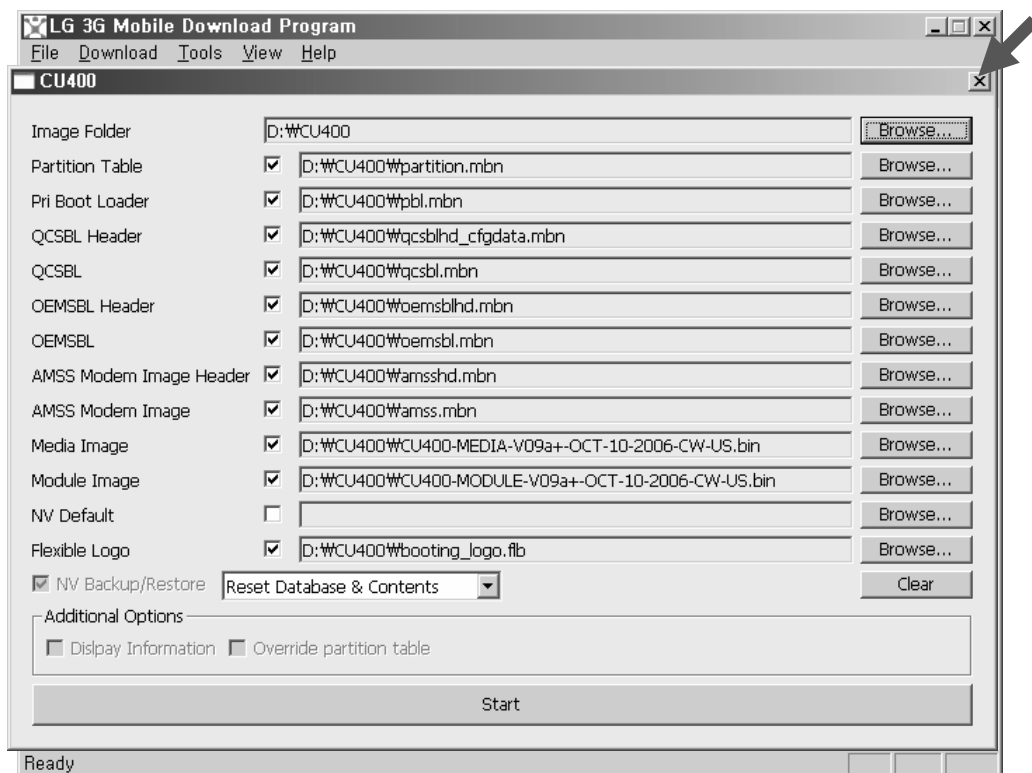 LG 3G Mobile Download Program
File Download Tools View Help
CU400
Image Folder D:₩CU400 Browse...
Partition Table D:₩CU400₩partition.mbn Browse...
Pri Boot Loader D:₩CU400₩pbl.mbn Browse...
QCSBL Header D:₩CU400₩qcsblhd_cfgdata.mbn Browse...
QCSBL D:₩CU400₩qcsbl.mbn Browse...
OEMSBL Header D:₩CU400₩oemsblhd.mbn Browse...
OEMSBL D:₩CU400₩oemsbl.mbn Browse...
AMSS Modem Image Header D:₩CU400₩amsshd.mbn Browse...
AMSS Modem Image D:₩CU400₩amss.mbn Browse...
Media Image D:₩CU400₩CU400-MEDIA-V09a+-OCT-10-2006-CW-US.bin Browse...
Module Image D:₩CU400₩CU400-MODULE-V09a+-OCT-10-2006-CW-US.bin Browse...
NV Default Browse...
Flexible Logo D:₩CU400₩booting_logo.flb Browse...
NV Backup/Restore Reset Database & Contents Clear
Additional Options
Dislpay Information Override partition table
Start
Ready